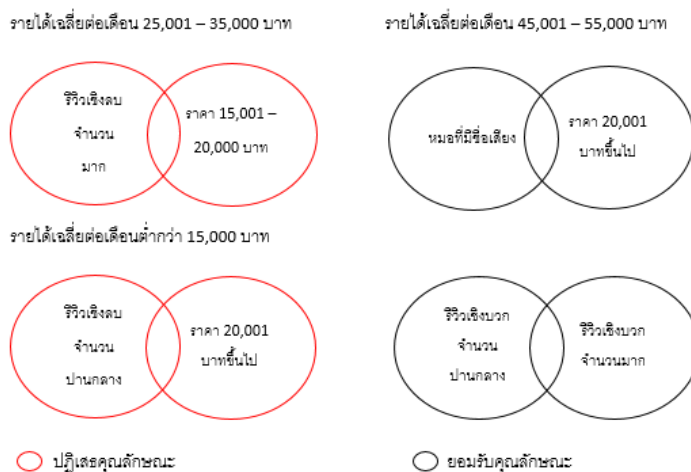 รายได้เฉลี่ยต่อเดือน 25,001 – 35,000 บาท
รีวิวเชิงลบ
จำนวน
มาก
ราคา 15,001 –
20,000 บาท
รายได้เฉลี่ยต่อเดือน 45,001 – 55,000 บาท
หมอที่มีชื่อเสียง
ราคา 20,001
บาทขึ้นไป
รายได้เฉลี่ยต่อเดือนต่ำกว่า 15,000 บาท
รีวิวเชิงลบ
จำนวน
ปานกลาง
ราคา 20,001
บาทขึ้นไป
รีวิวเชิงบวก
จำนวน
ปานกลาง
รีวิวเชิงบวก
จำนวนมาก
ปฏิเสธคุณลักษณะ
ยอมรับคุณลักษณะ